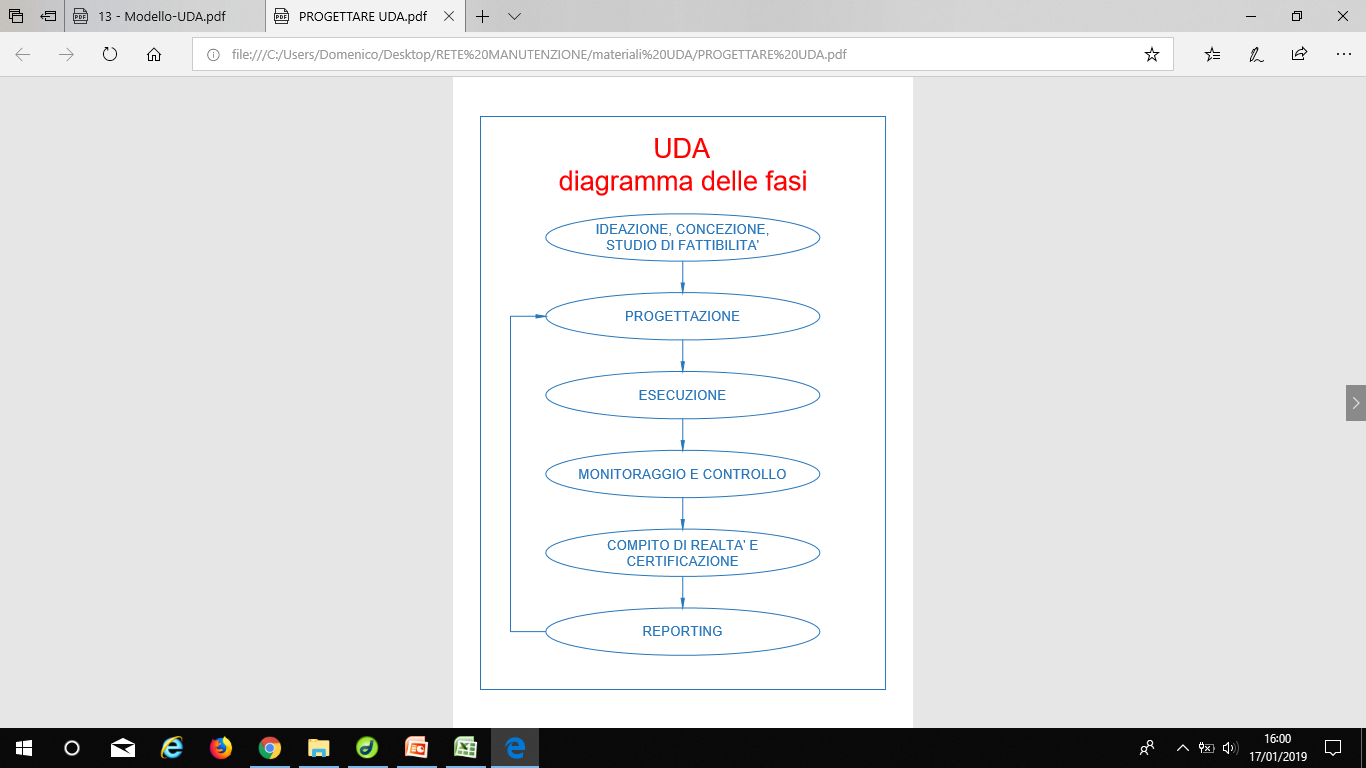 13 - Modello-UDA.pdf
PROGETTARE UDA.pdf
file:///C:/Users/Domenico/Desktop/RETE%20MANUTENZIONE/materiali%20UDA/PROGETTARE%20UDA.pdf
UDA
diagramma delle fasi
IDEAZIONE, CONCEZIONE,
STUDIO DI FATTIBILITA'
PROGETTAZIONE
ESECUZIONE
MONITORAGGIO E CONTROLLO
COMPITO DI REALTA' E
CERTIFICAZIONE
REPORTING
16:00
17/01/2019